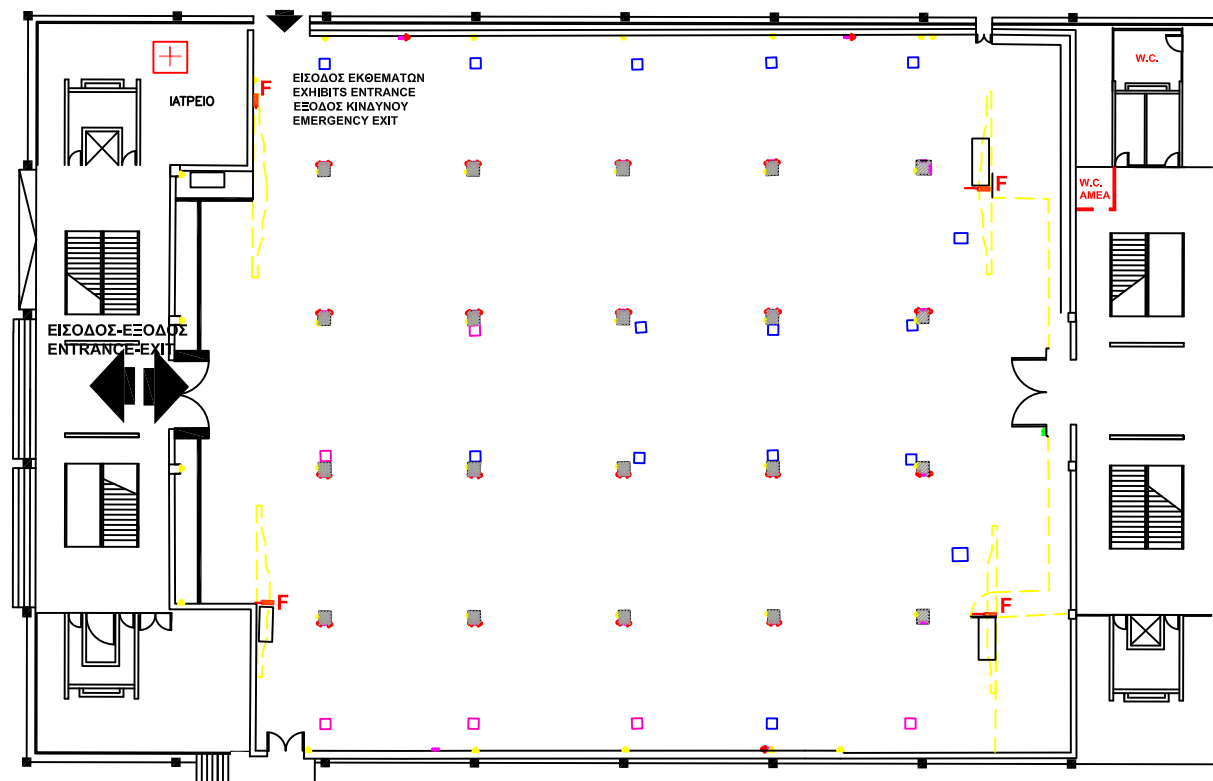 W.C.
F
ΕΙΣΟΔΟΣ ΕΚΘΕΜΑΤΩΝ
EXHIBITS ENTRANCE
ΕΞΟΔΟΣ ΚΙΝΔΥΝΟΥ
EMERGENCY EXIT
ΙΑΤΡΕΙΟ
F
W.C.
ΑΜΕΑ
ΕΙΣΟΔΟΣ-ΕΞΟΔΟΣ
ENTRANCE-EXIT
F
F